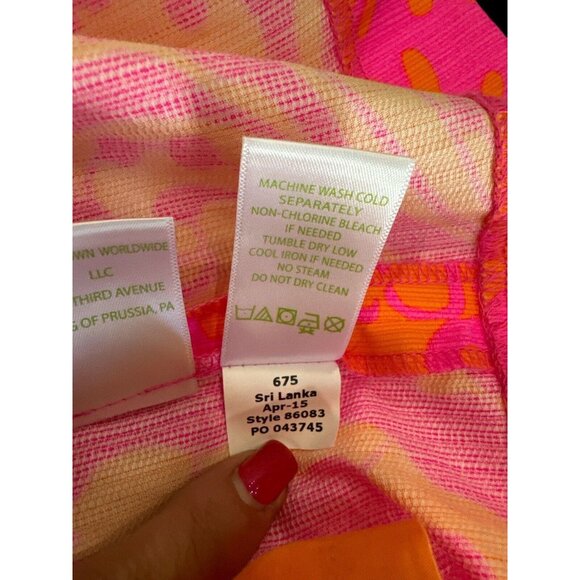 OWN WORLDWIDE
LLC
THIRD AVENUE
G OF PRUSSIA, PA
MACHINE WASH COLD
SEPARATELY
NON-CHLORINE BLEACH
IF NEEDED
TUMBLE DRY LOW
COOL IRON IF NEEDED
NO STEAM
DO NOT DRY CLEAN
675
Sri Lanka
Apr-15
Style 86083
PO 043745